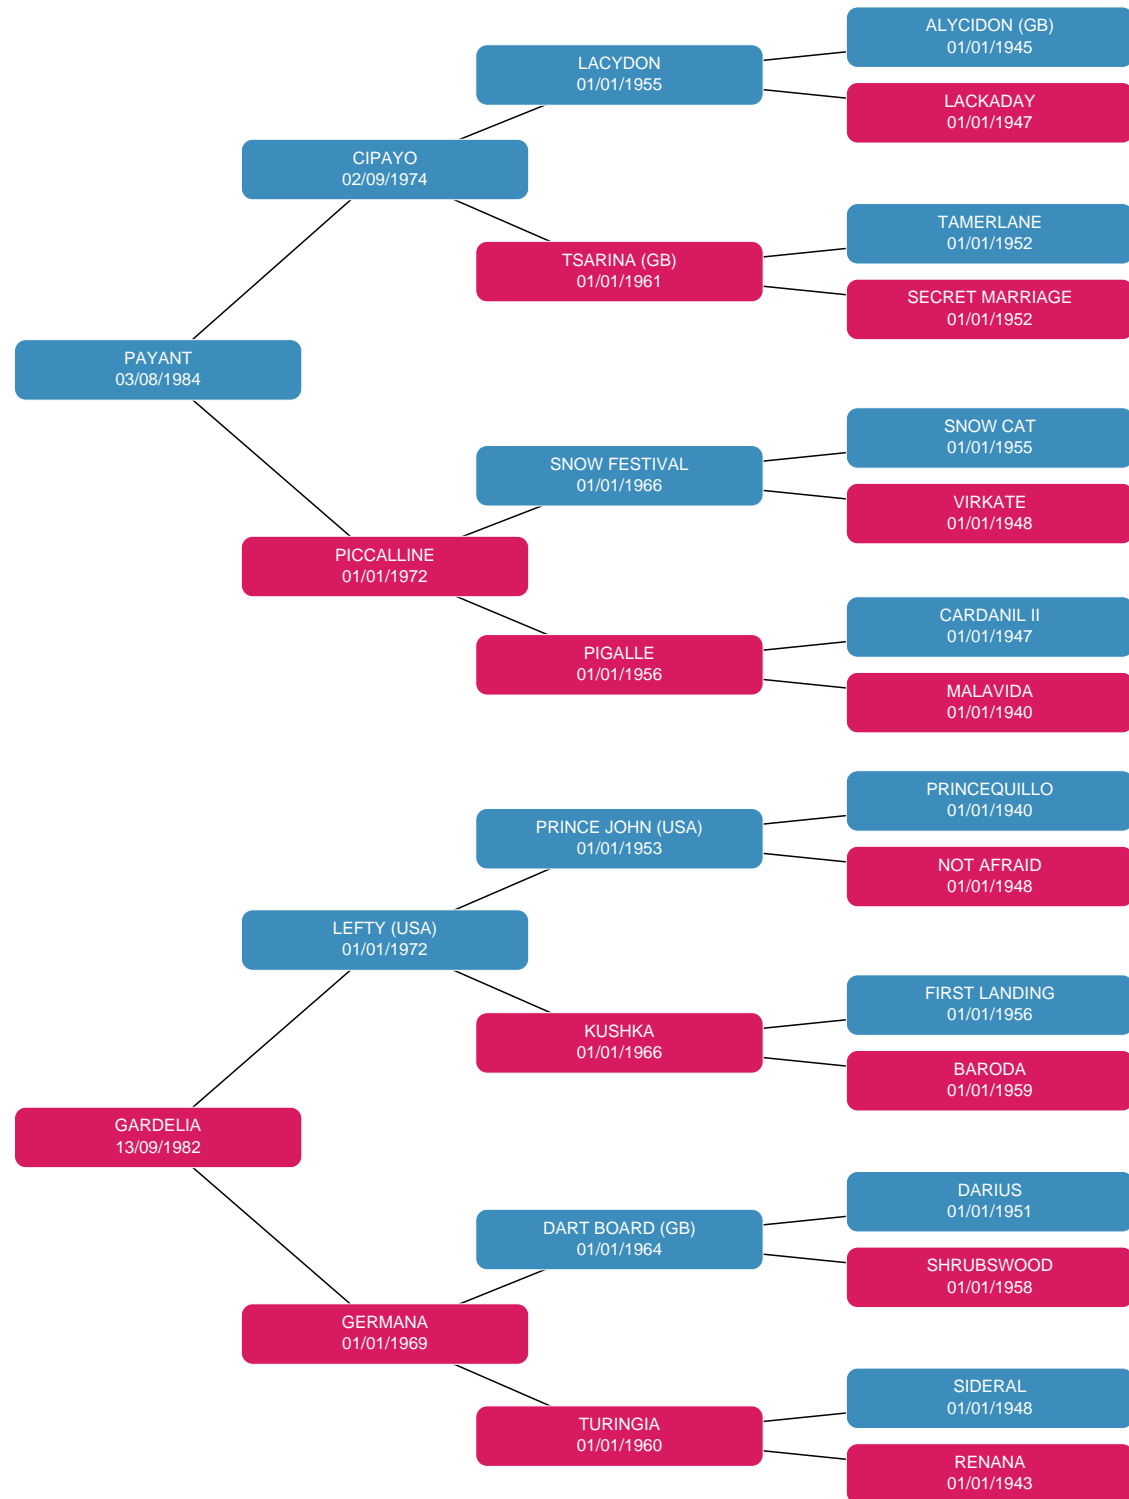 ALYCIDON (GB)
01/01/1945
LACYDON
01/01/1955
LACKADAY
01/01/1947
CIPAYO
02/09/1974
TAMERLANE
01/01/1952
TSARINA (GB)
01/01/1961
SECRET MARRIAGE
01/01/1952
PAYANT
03/08/1984
SNOW CAT
01/01/1955
SNOW FESTIVAL
01/01/1966
VIRKATE
01/01/1948
PICCALLINE
01/01/1972
CARDANIL II
01/01/1947
PIGALLE
01/01/1956
MALAVIDA
01/01/1940
PRINCEQUILLO
01/01/1940
PRINCE JOHN (USA)
01/01/1953
NOT AFRAID
01/01/1948
LEFTY (USA)
01/01/1972
FIRST LANDING
01/01/1956
KUSHKA
01/01/1966
BARODA
01/01/1959
GARDELIA
13/09/1982
DARIUS
01/01/1951
DART BOARD (GB)
01/01/1964
SHRUBSWOOD
01/01/1958
GERMANA
01/01/1969
SIDERAL
01/01/1948
TURINGIA
01/01/1960
RENANA
01/01/1943